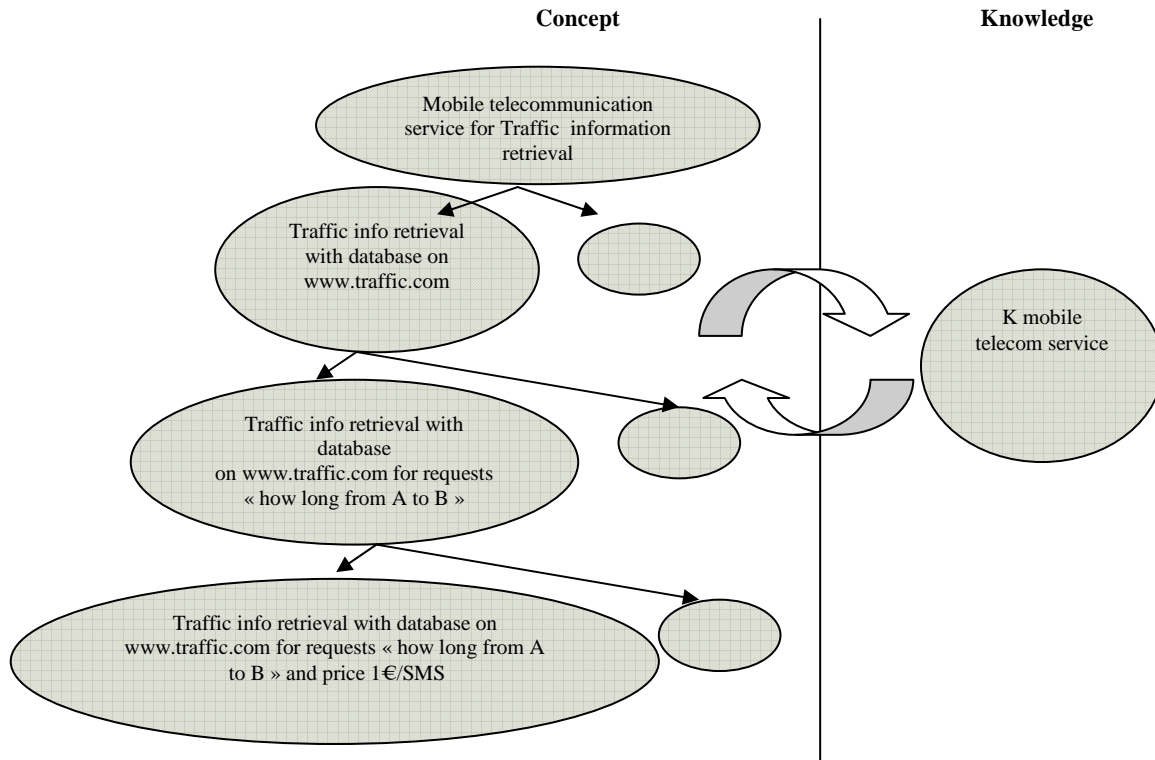 Concept
Knowledge
Mobile telecommunication
service for Traffic information
retrieval
Traffic info retrieval
with database on
www.traffic.com
K mobile
telecom service
Traffic info retrieval with
database
on www.traffic.com for requests
« how long from A to B »
Traffic info retrieval with database on
www.traffic.com for requests « how long from A
to B » and price 1€/SMS